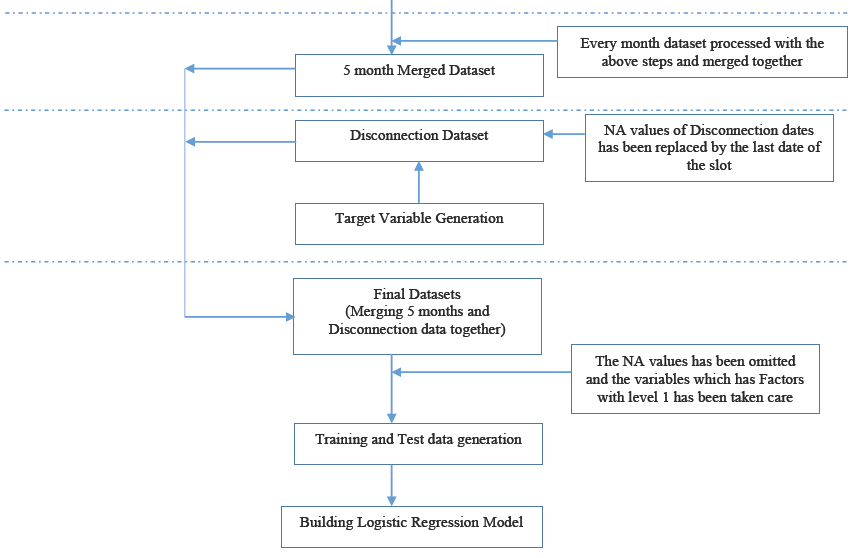 Every month dataset processed with the
above steps and merged together
5 month Merged Dataset
Disconnection Dataset
NA values of Disconnection dates
has been replaced by the last date of
the slot
Target Variable Generation
Final Datasets
(Merging 5 months and
Disconnection data together)
The NA values has been omitted
and the variables which has Factors
with level 1 has been taken care
Training and Test data generation
Building Logistic Regression Model